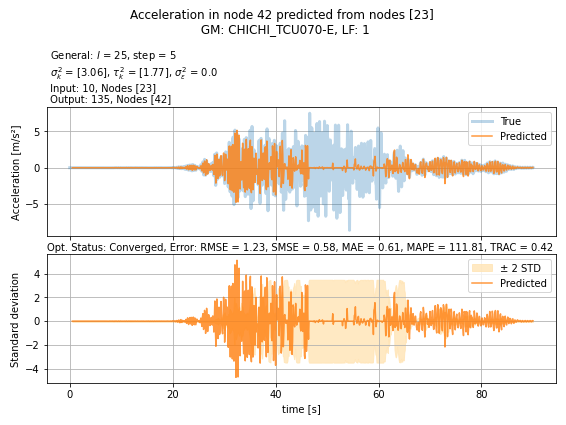 Acceleration in node 42 predicted from nodes [23]
GM: CHICHI_TCU070-E, LF: 1
General: l = 25, step = 5
σ²ₖ = [3.06], τ²ₖ = [1.77], σ²ε = 0.0
Input: 10, Nodes [23]
Output: 135, Nodes [42]
Acceleration [m/s²]
5
0
−5
True
Predicted
Opt. Status: Converged, Error: RMSE = 1.23, SMSE = 0.58, MAE = 0.61, MAPE = 111.81, TRAC = 0.42
Standard deviation
4
2
0
−2
−4
± 2 STD
Predicted
0 20 40 60 80
time [s]